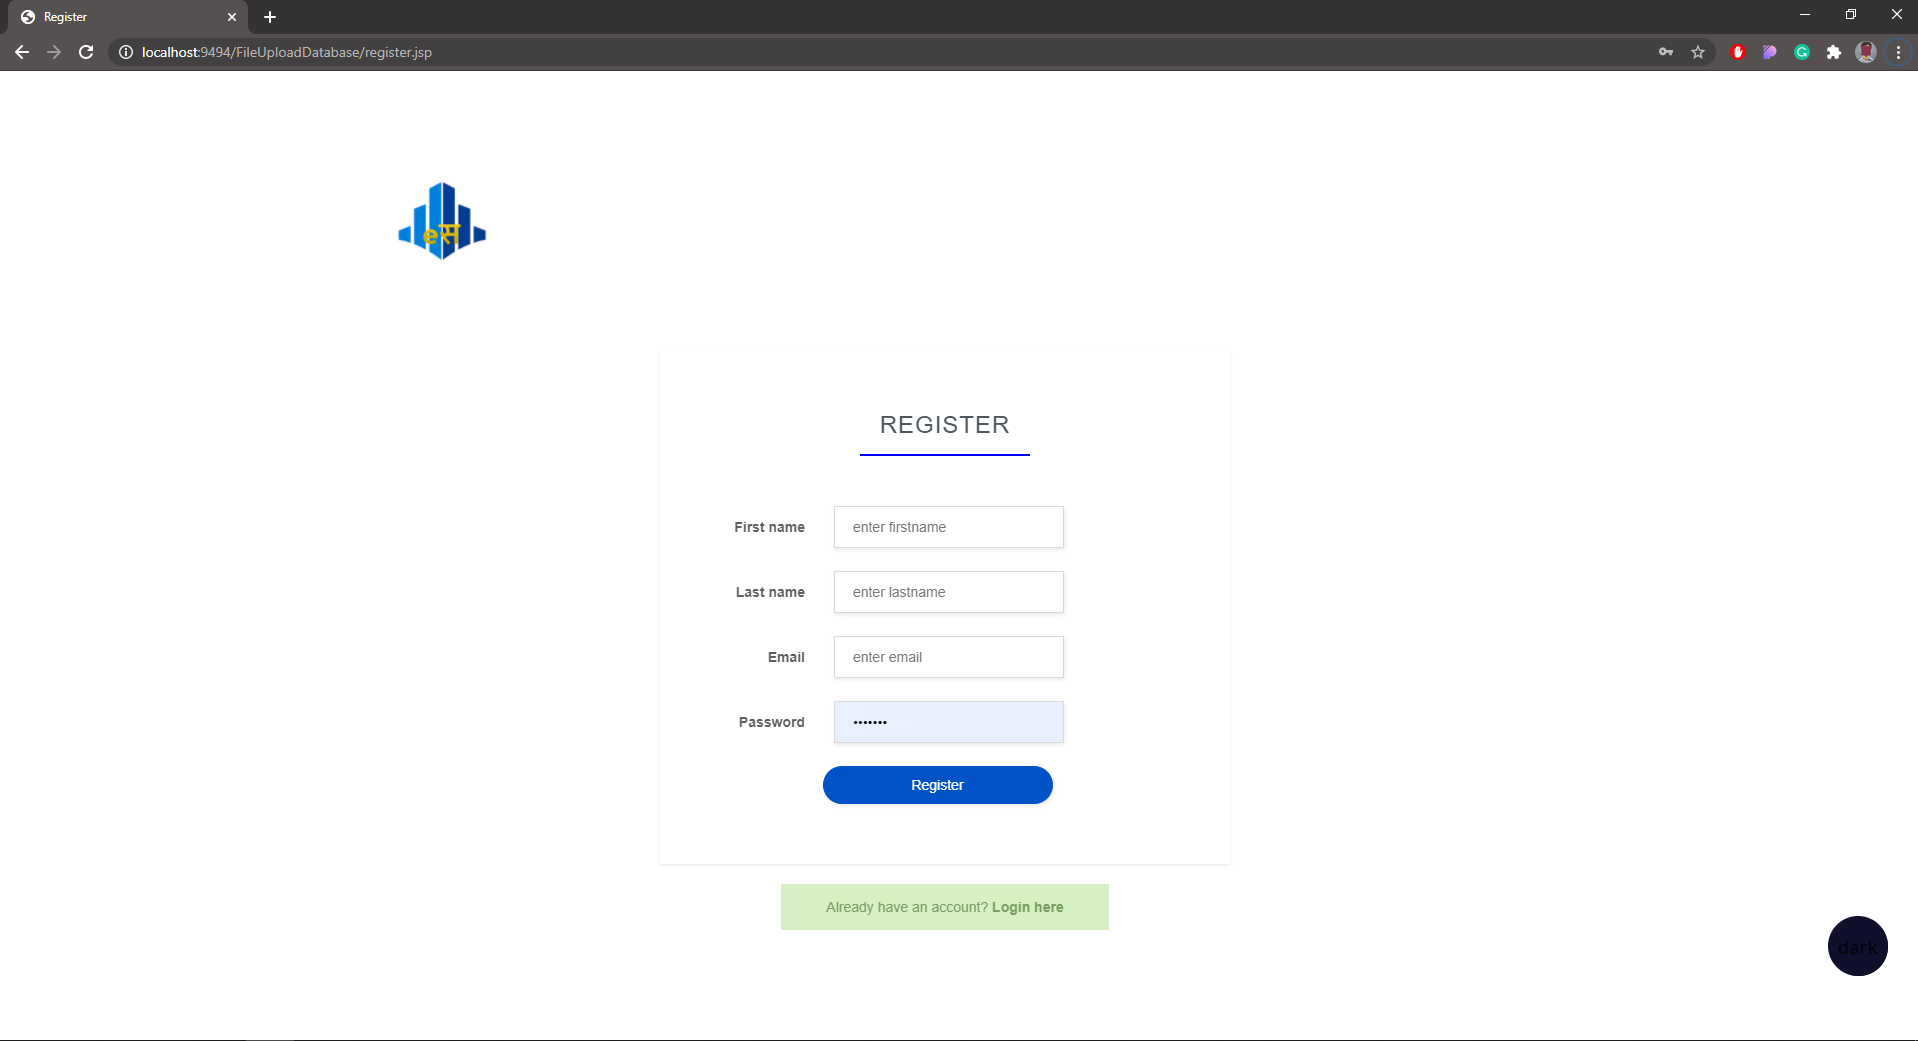 Register
localhost:9494/FileUploadDatabase/register.jsp
eस
REGISTER
First name
enter firstname
Last name
enter lastname
Email
enter email
Password
•••••••
Register
Already have an account? Login here
dark